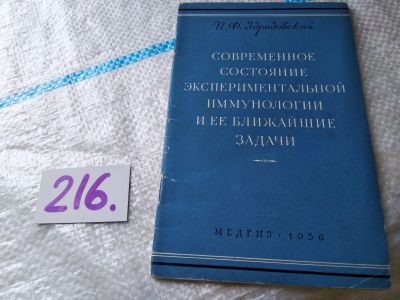 П. Ф. Здродовский
СОВРЕМЕННОЕ
СОСТОЯНИЕ
ЭКСПЕРИМЕНТАЛЬНОЙ
ИММУНОЛОГИИ
И ЕЕ БЛИЖАЙШИЕ
ЗАДАЧИ
МЕДГИЗ • 1956
216.